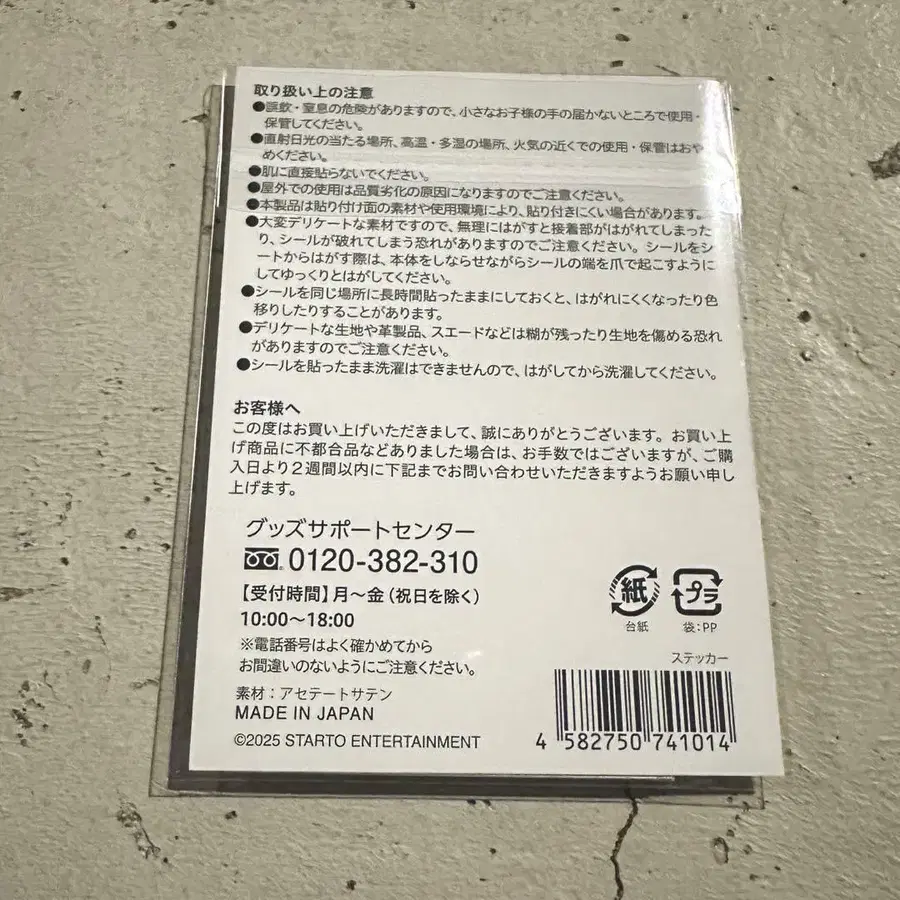 取り扱い上の注意
●誤飲・窒息の危険がありますので、小さなお子様の手の届かないところで使用・
保管してください。
●直射日光の当たる場所、高温・多湿の場所、火気の近くでの使用・保管はおや
めください。
●肌に直接貼らないでください。
●屋外での使用は品質劣化の原因になりますのでご注意ください。
●本製品は貼り付け面の素材や使用環境により、貼り付きにくい場合があります。
●大変デリケートな素材ですので、無理にはがすと接着部がはがれてしまった
り、シールが破れてしまう恐れがありますのでご注意ください。シールをシ
ートからはがす際は、本体をしならせながらシールの端を爪で起こすように
してゆっくりとはがしてください。
●シールを同じ場所に長時間貼ったままにしておくと、はがれにくくなったり色
移りしたりすることがあります。
●デリケートな生地や革製品、スエードなどは糊が残ったり生地を傷める恐れ
がありますのでご注意ください。
●シールを貼ったまま洗濯はできませんので、はがしてから洗濯してください。
お客様へ
この度はお買い上げいただきまして、誠にありがとうございます。お買い上
げ商品に不都合品などありました場合は、お手数ではございますが、ご購
入日より2週間以内に下記までお問い合わせいただきますようお願い申し
上げます。
グッズサポートセンター
0120-382-310
【受付時間】月〜金(祝日を除く)
10:00〜18:00
※電話番号はよく確かめてから
お間違いのないようにご注意ください。
素材：アセテートサテン
MADE IN JAPAN
©2025 STARTO ENTERTAINMENT
紙
台紙
プラ
袋:PP
ステッカー
4 582750 741014